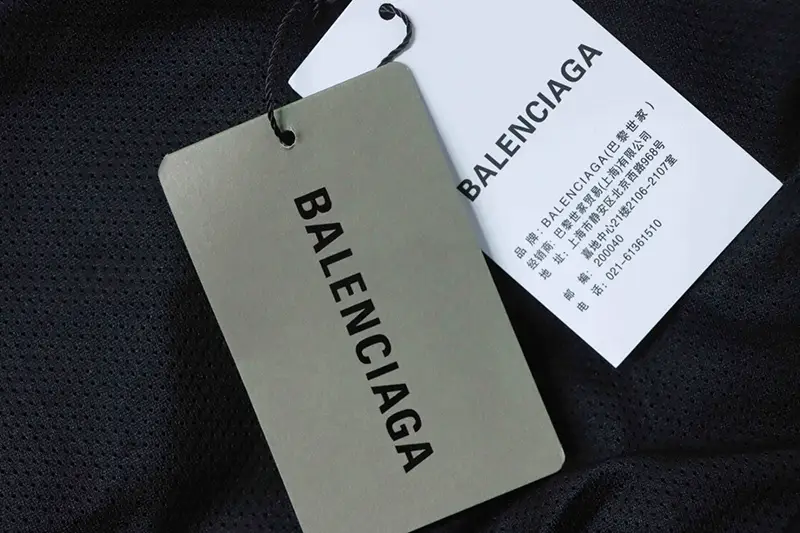 BALENCIAGA
BALENCIAGA
品 牌：BALENCIAGA(巴黎世家)
经销商：巴黎世家贸易(上海)有限公司
地 址：上海市静安区北京西路968号
嘉地中心21楼2106-2107室
邮 编：200040
电 话：021-61361510